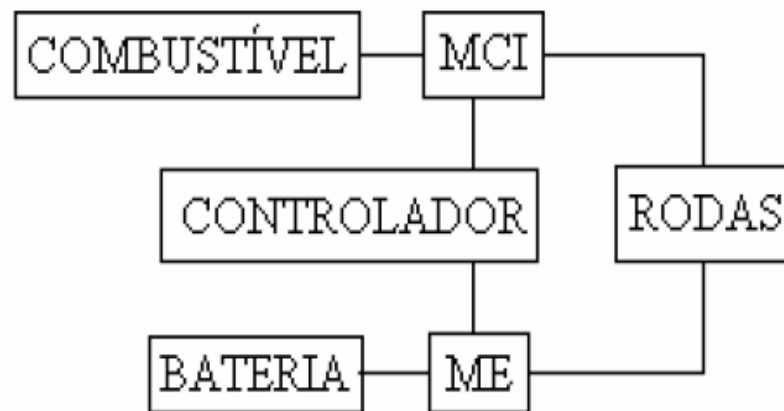 COMBUSTÍVEL
MCI
CONTROLADOR
RODAS
BATERIA
ME